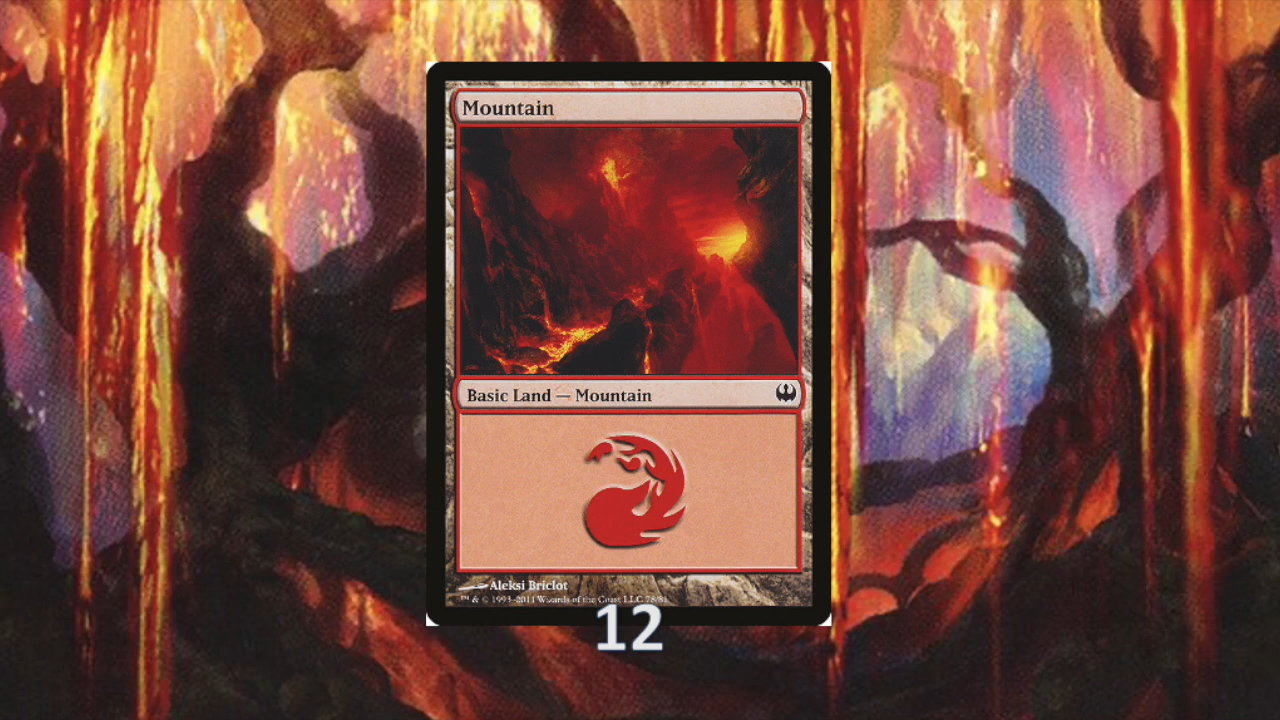 Mountain
Basic Land — Mountain
Aleksi Briclot
™ & © 1993–2011 Wizards of the Coast LLC 78/81
12